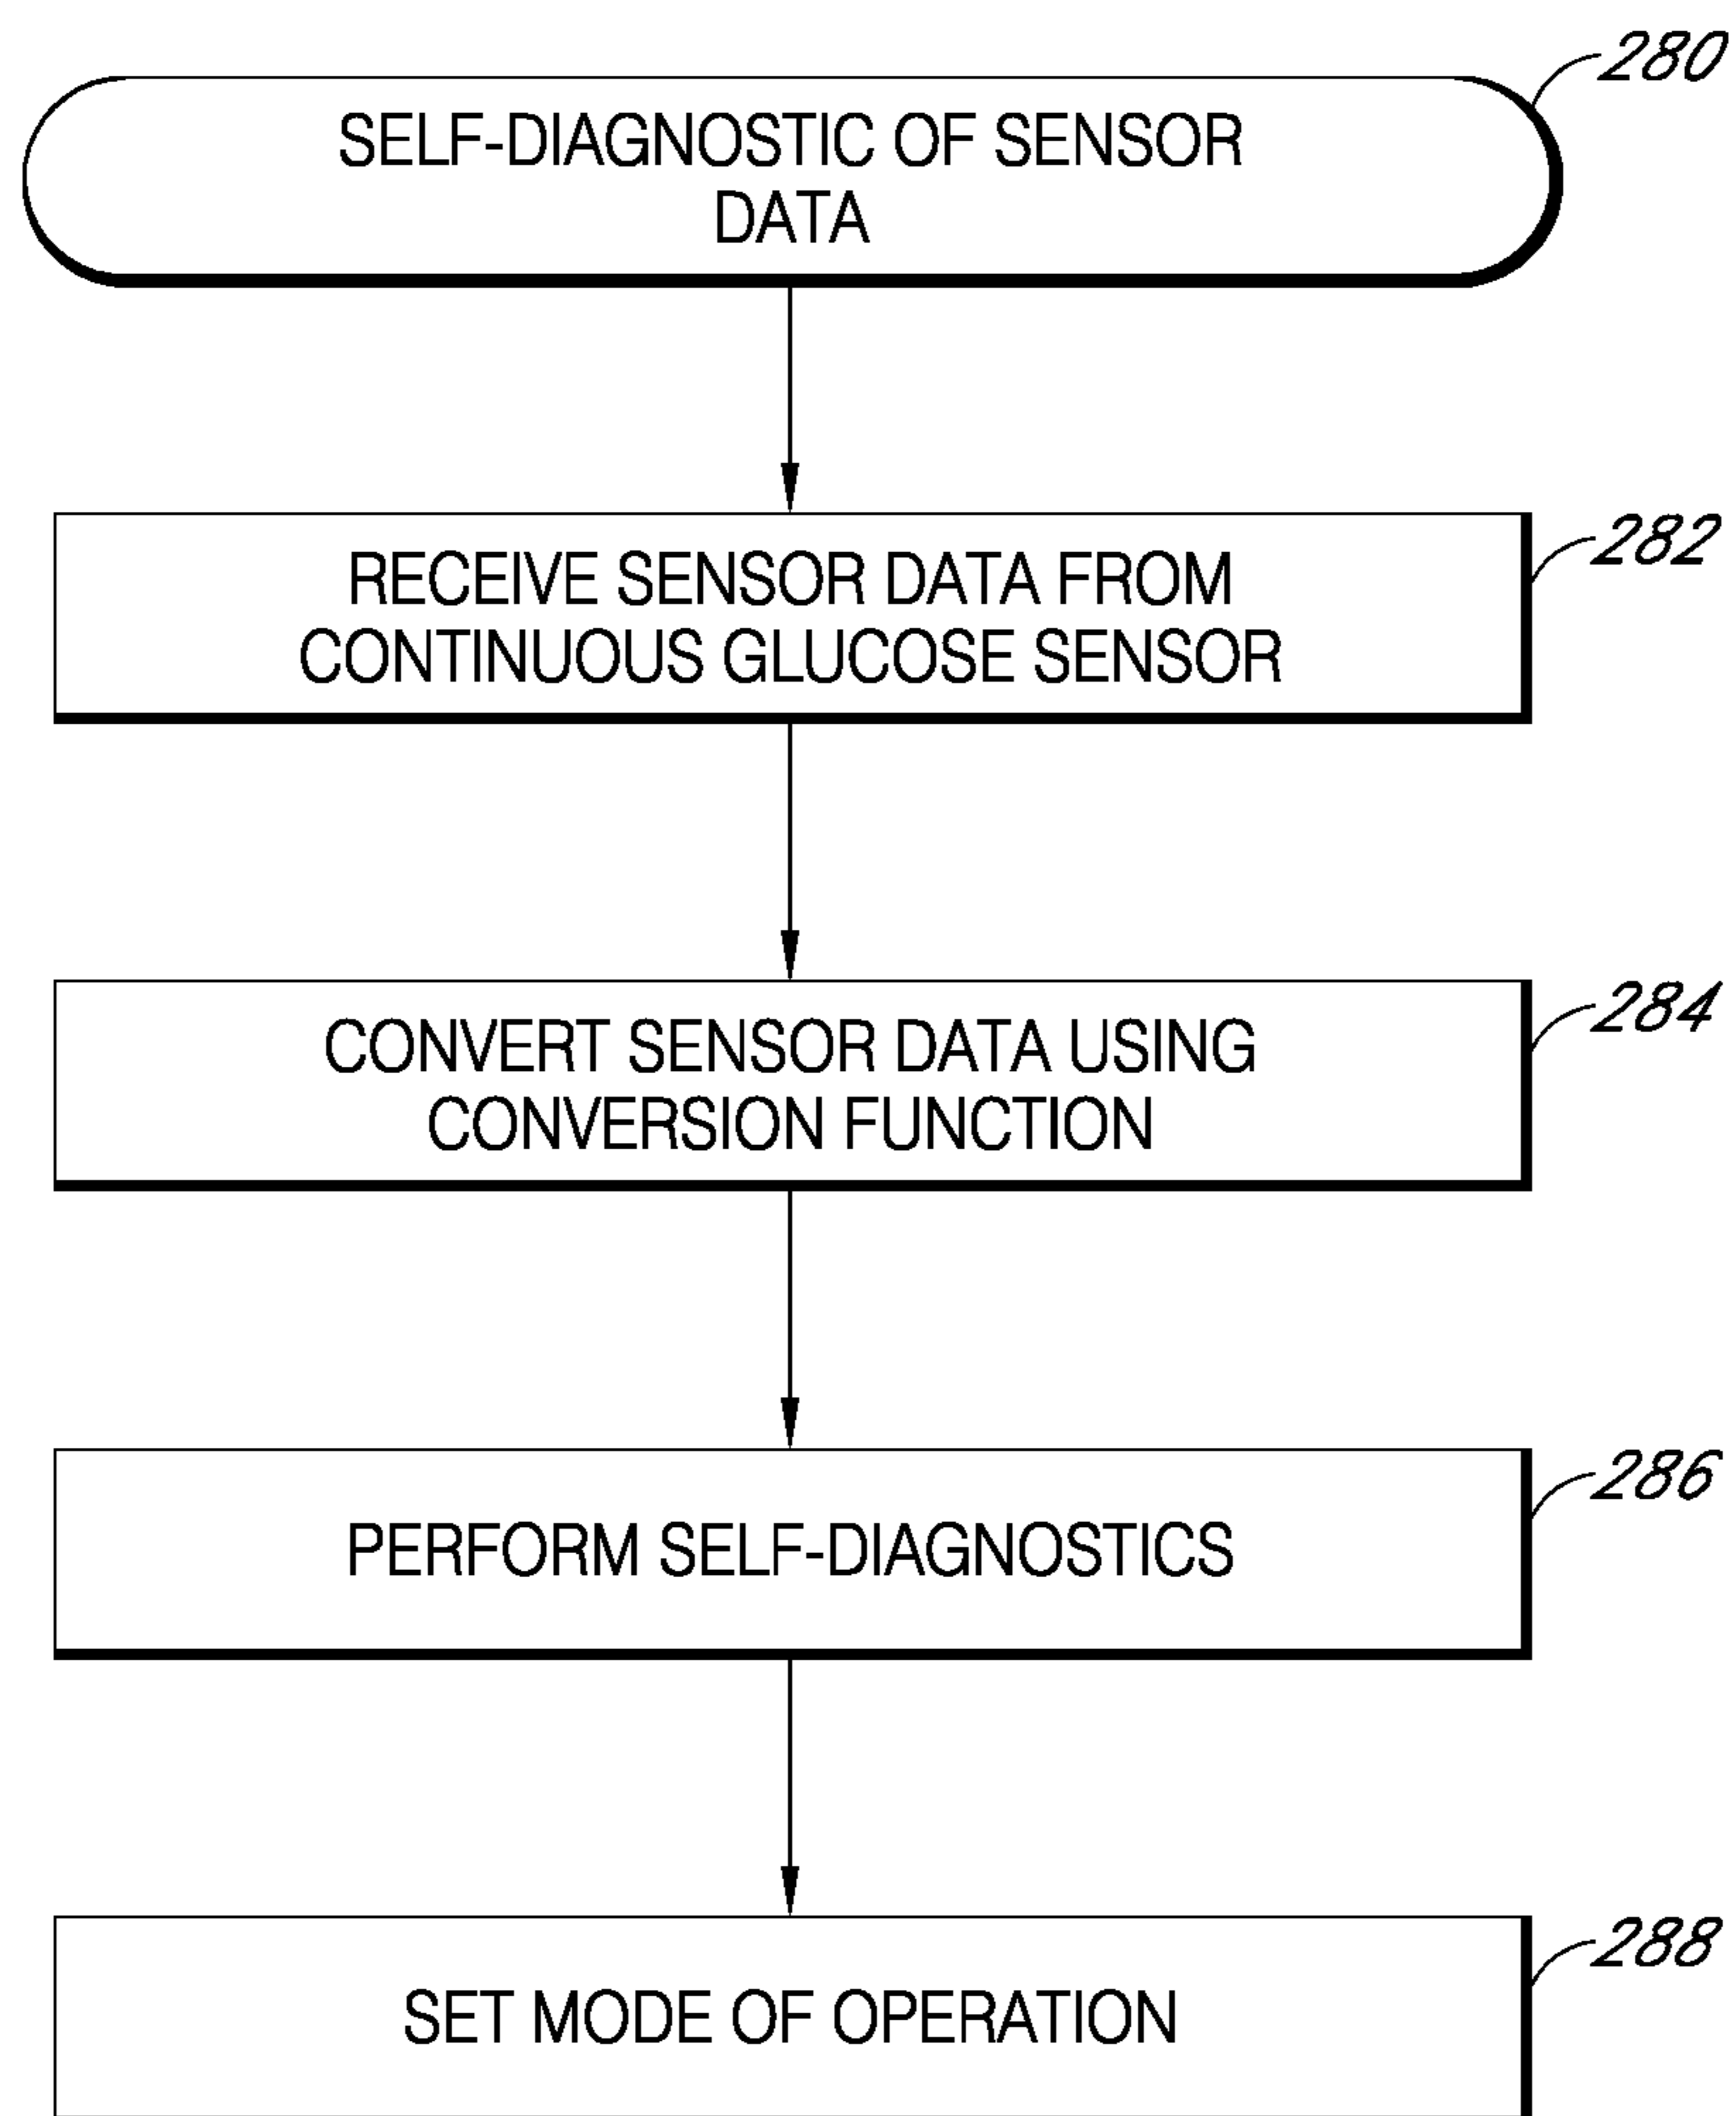 280
SELF-DIAGNOSTIC OF SENSOR
DATA
282
RECEIVE SENSOR DATA FROM
CONTINUOUS GLUCOSE SENSOR
284
CONVERT SENSOR DATA USING
CONVERSION FUNCTION
286
PERFORM SELF-DIAGNOSTICS
288
SET MODE OF OPERATION